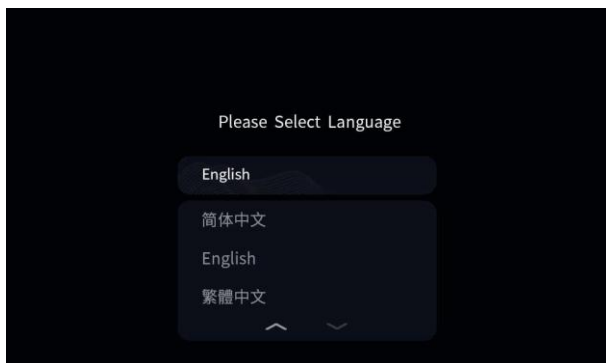 Please Select Language
English
简体中文
English
繁體中文